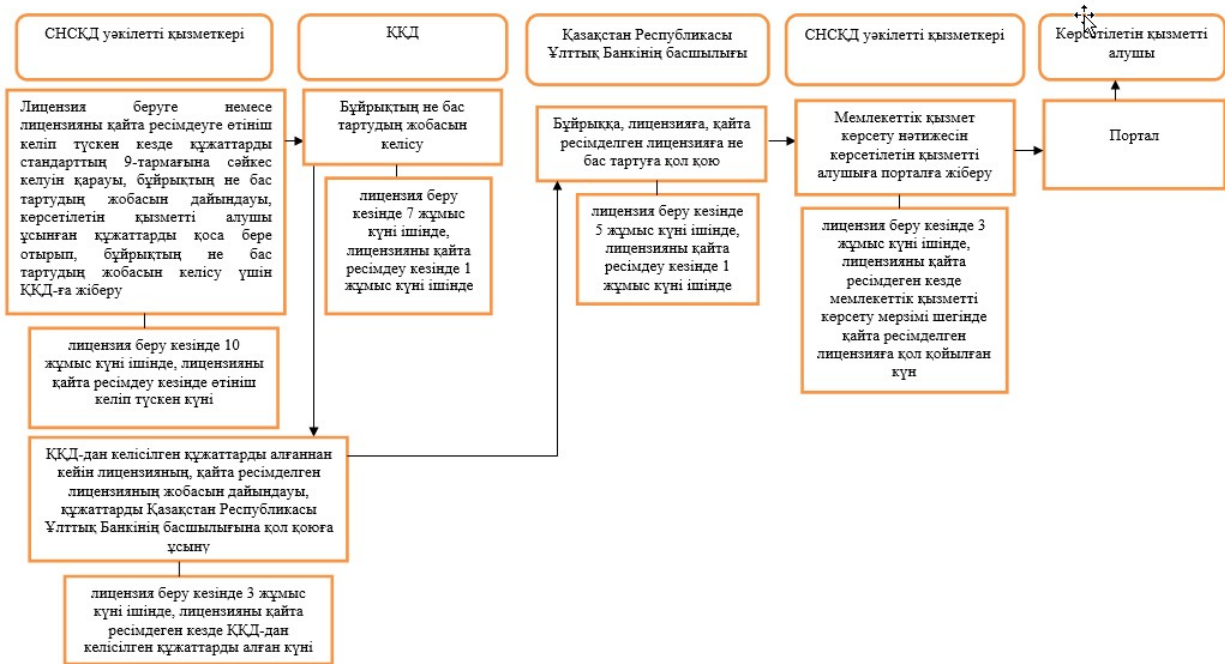 СНСҚД уәкілетті қызметкері
ҚҚД
Қазақстан Республикасы
Ұлттық Банкінің басшылығы
СНСҚД уәкілетті қызметкері
Көрсетілетін қызметті
алушы
Лицензия беруге немесе
лицензияны қайта ресімдеуге өтініш
келіп түскен кезде құжаттарды
стандарттың 9-тармағына сәйкес
келуін қарауы, бұйрықтың не бас
тартудың жобасын дайындауы,
көрсетілетін қызметті алушы
ұсынған құжаттарды қоса бере
отырып, бұйрықтың не бас
тартудың жобасын келісу үшін
ҚҚД-ға жіберу
лицензия беру кезінде 10
жұмыс күні ішінде, лицензияны
қайта ресімдеу кезінде өтініш
келіп түскен күні
Бұйрықтың не бас
тартудың жобасын
келісу
лицензия беру
кезінде 7 жұмыс
күні ішінде,
лицензияны қайта
ресімдеу кезінде 1
жұмыс күні ішінде
ҚҚД-дан келісілген құжаттарды алғаннан
кейін лицензияның, қайта ресімделген
лицензияның жобасын дайындауы,
құжаттарды Қазақстан Республикасы
Ұлттық Банкінің басшылығына қол қоюға
ұсыну
лицензия беру кезінде 3 жұмыс
күні ішінде, лицензияны қайта
ресімдеген кезде ҚҚД-дан
келісілген құжаттарды алған күні
Бұйрыққа, лицензияға, қайта
ресімделген лицензияға не
бас тартуға қол қою
лицензия беру кезінде
5 жұмыс күні ішінде,
лицензияны қайта
ресімдеу кезінде 1
жұмыс күні ішінде
Мемлекеттік қызмет
көрсету нәтижесін
көрсетілетін қызметті
алушыға порталға жіберу
лицензия беру кезінде 3
жұмыс күні ішінде,
лицензияны қайта
ресімдеген кезде
мемлекеттік қызметті
көрсету мерзімі шегінде
қайта ресімделген
лицензияға қол қойылған
күн
Портал